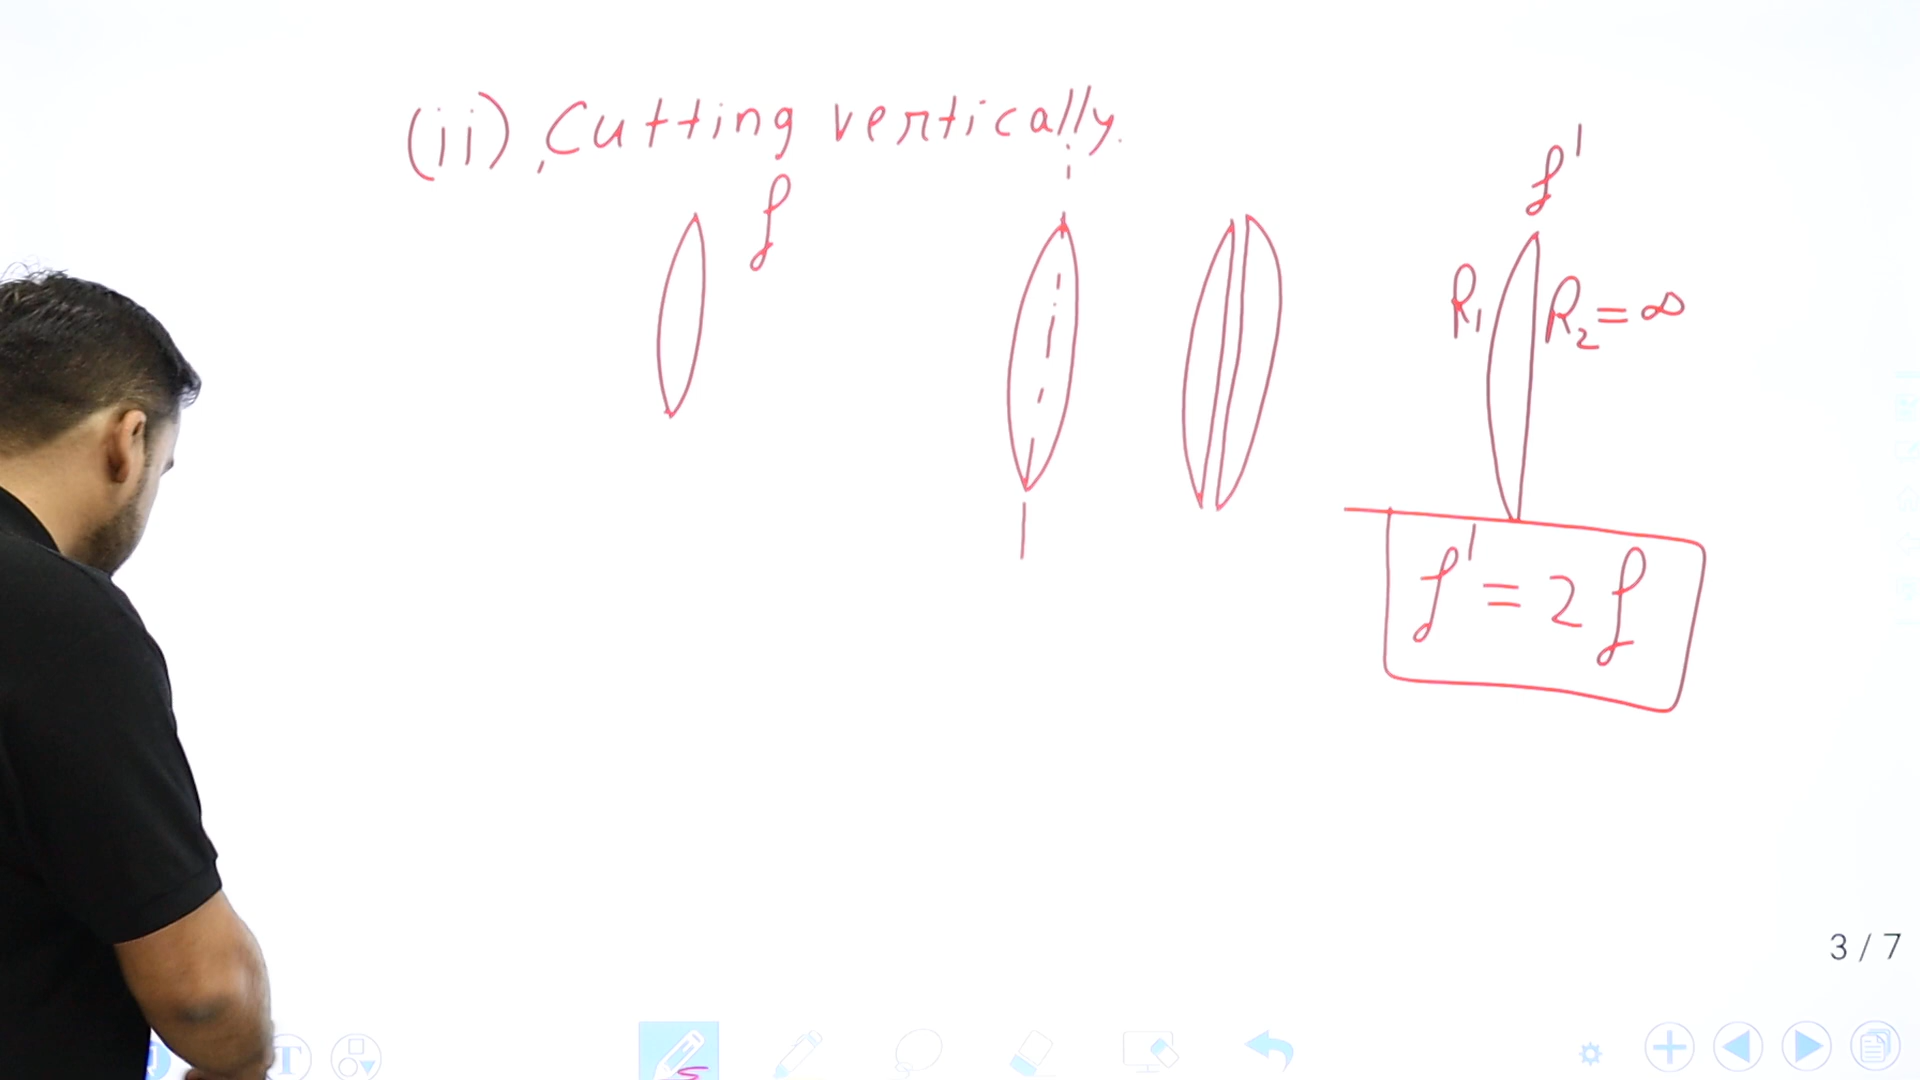 (ii) Cutting vertically.
f
f'
R₁ R₂ = ∞
f' = 2f
3 / 7
T